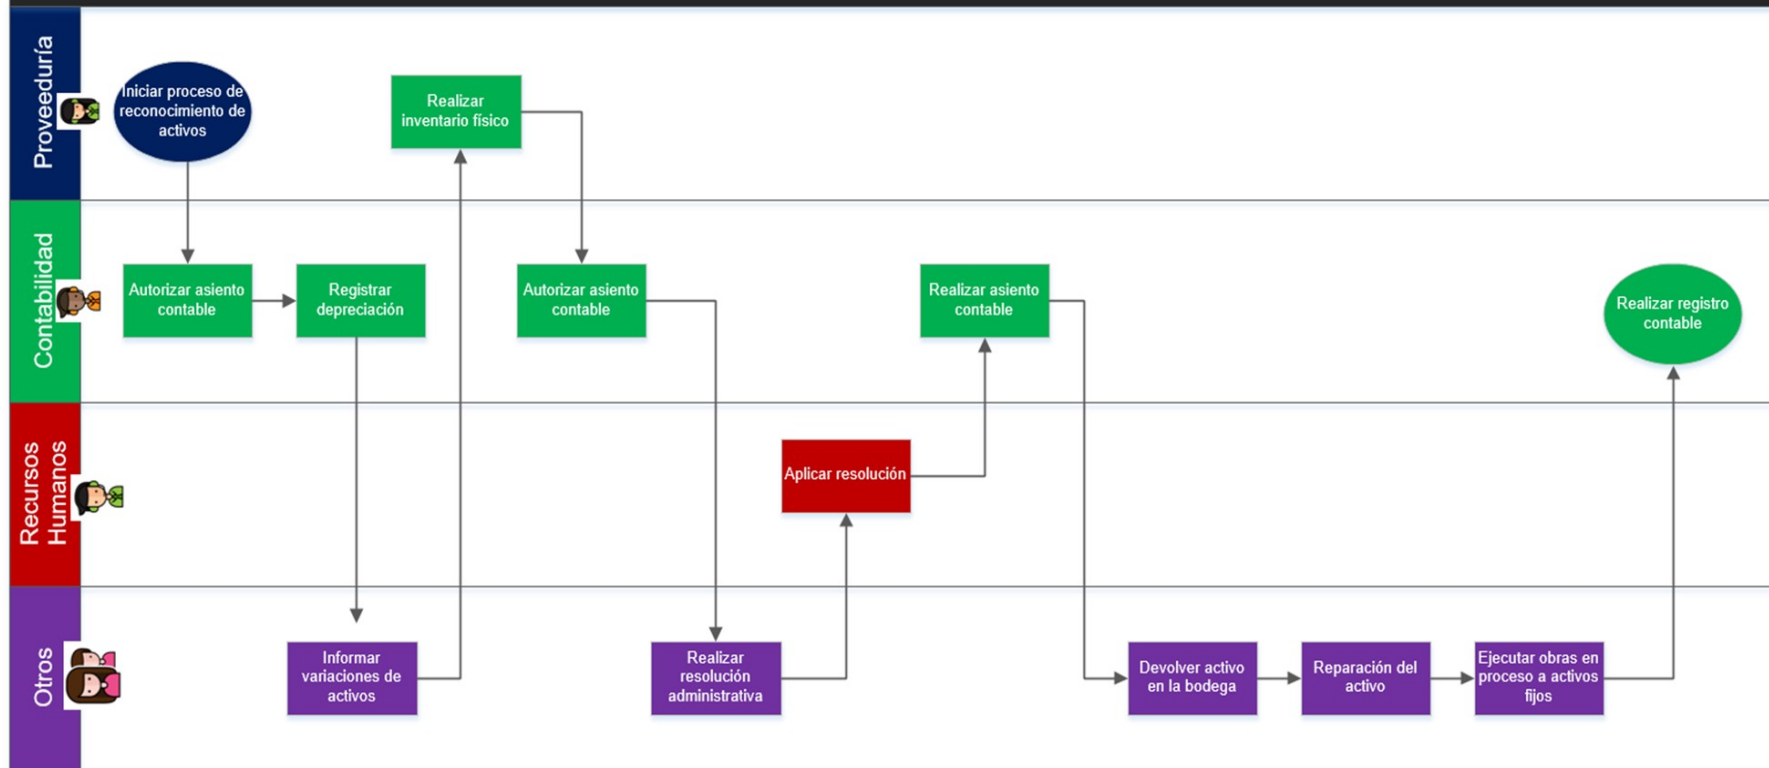 Proveeduría
Iniciar proceso de
reconocimiento de
activos
Realizar
inventario físico
Contabilidad
Autorizar asiento
contable
Registrar
depreciación
Autorizar asiento
contable
Realizar asiento
contable
Realizar registro
contable
Recursos
Humanos
Aplicar resolución
Otros
Informar
variaciones de
activos
Realizar
resolución
administrativa
Devolver activo
en la bodega
Reparación del
activo
Ejecutar obras en
proceso a activos
fijos